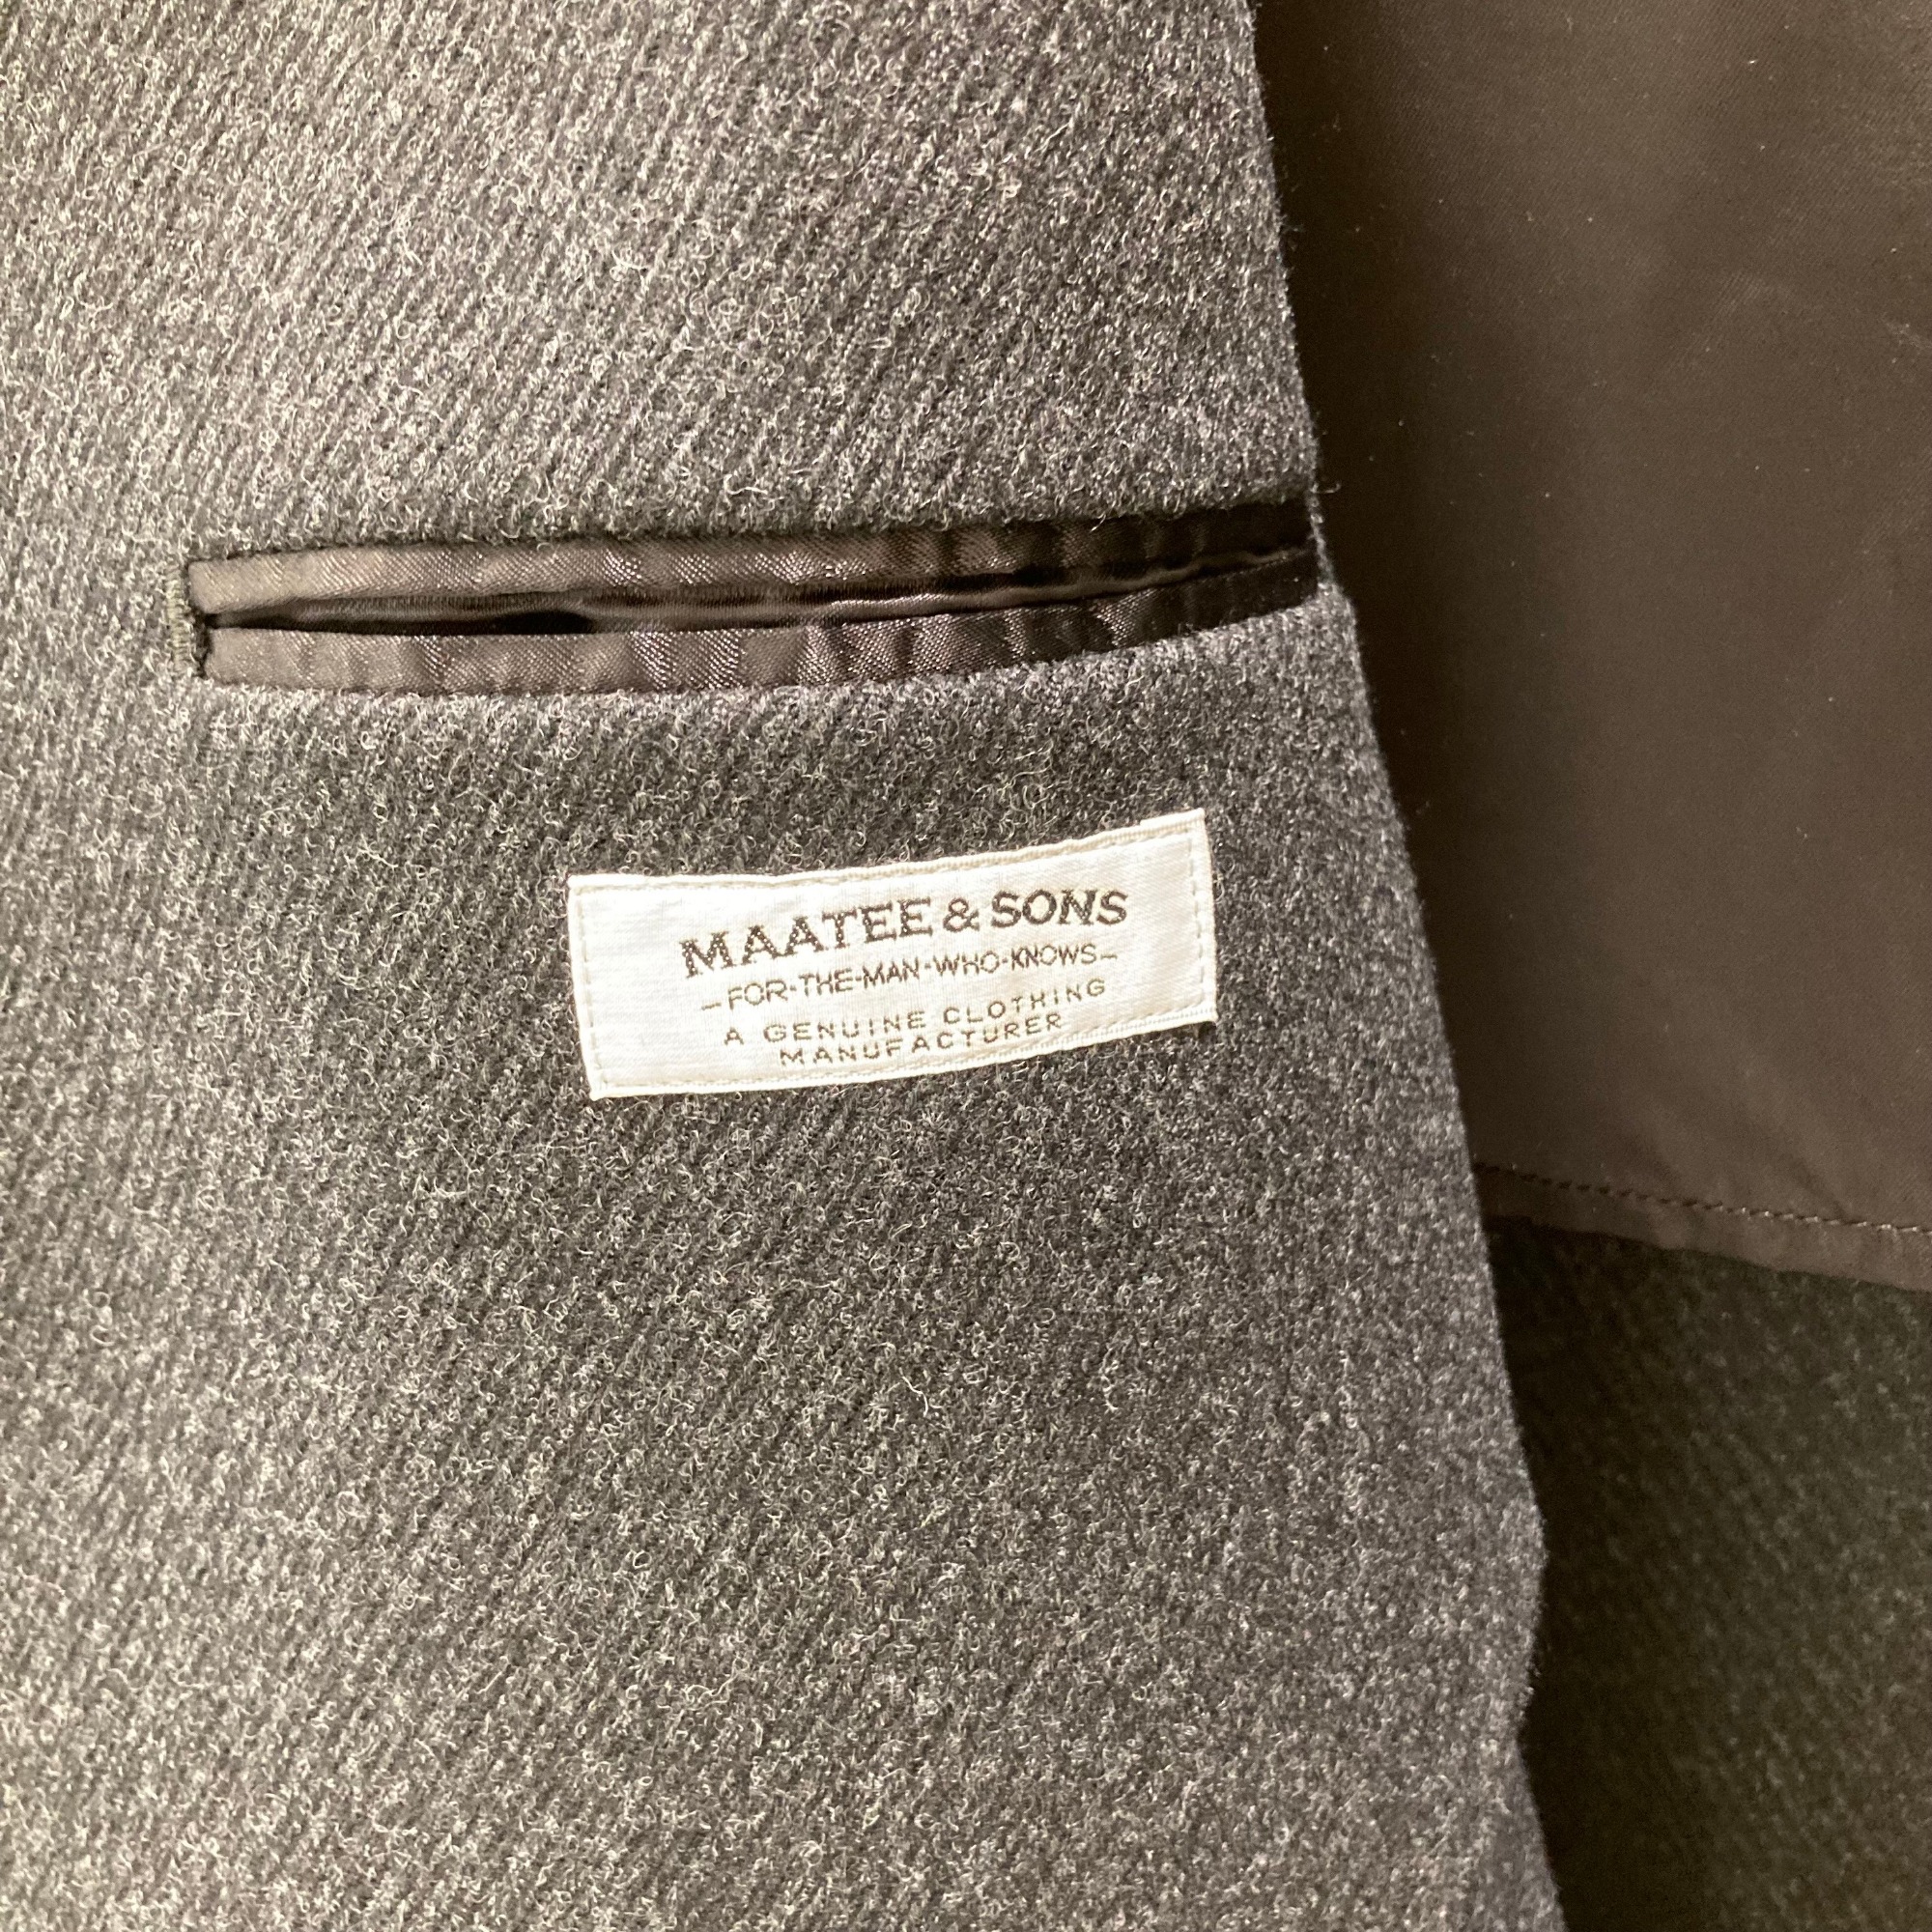 MAATEE & SONS
-FOR-THE-MAN-WHO-KNOWS-
A GENUINE CLOTHING
MANUFACTURER